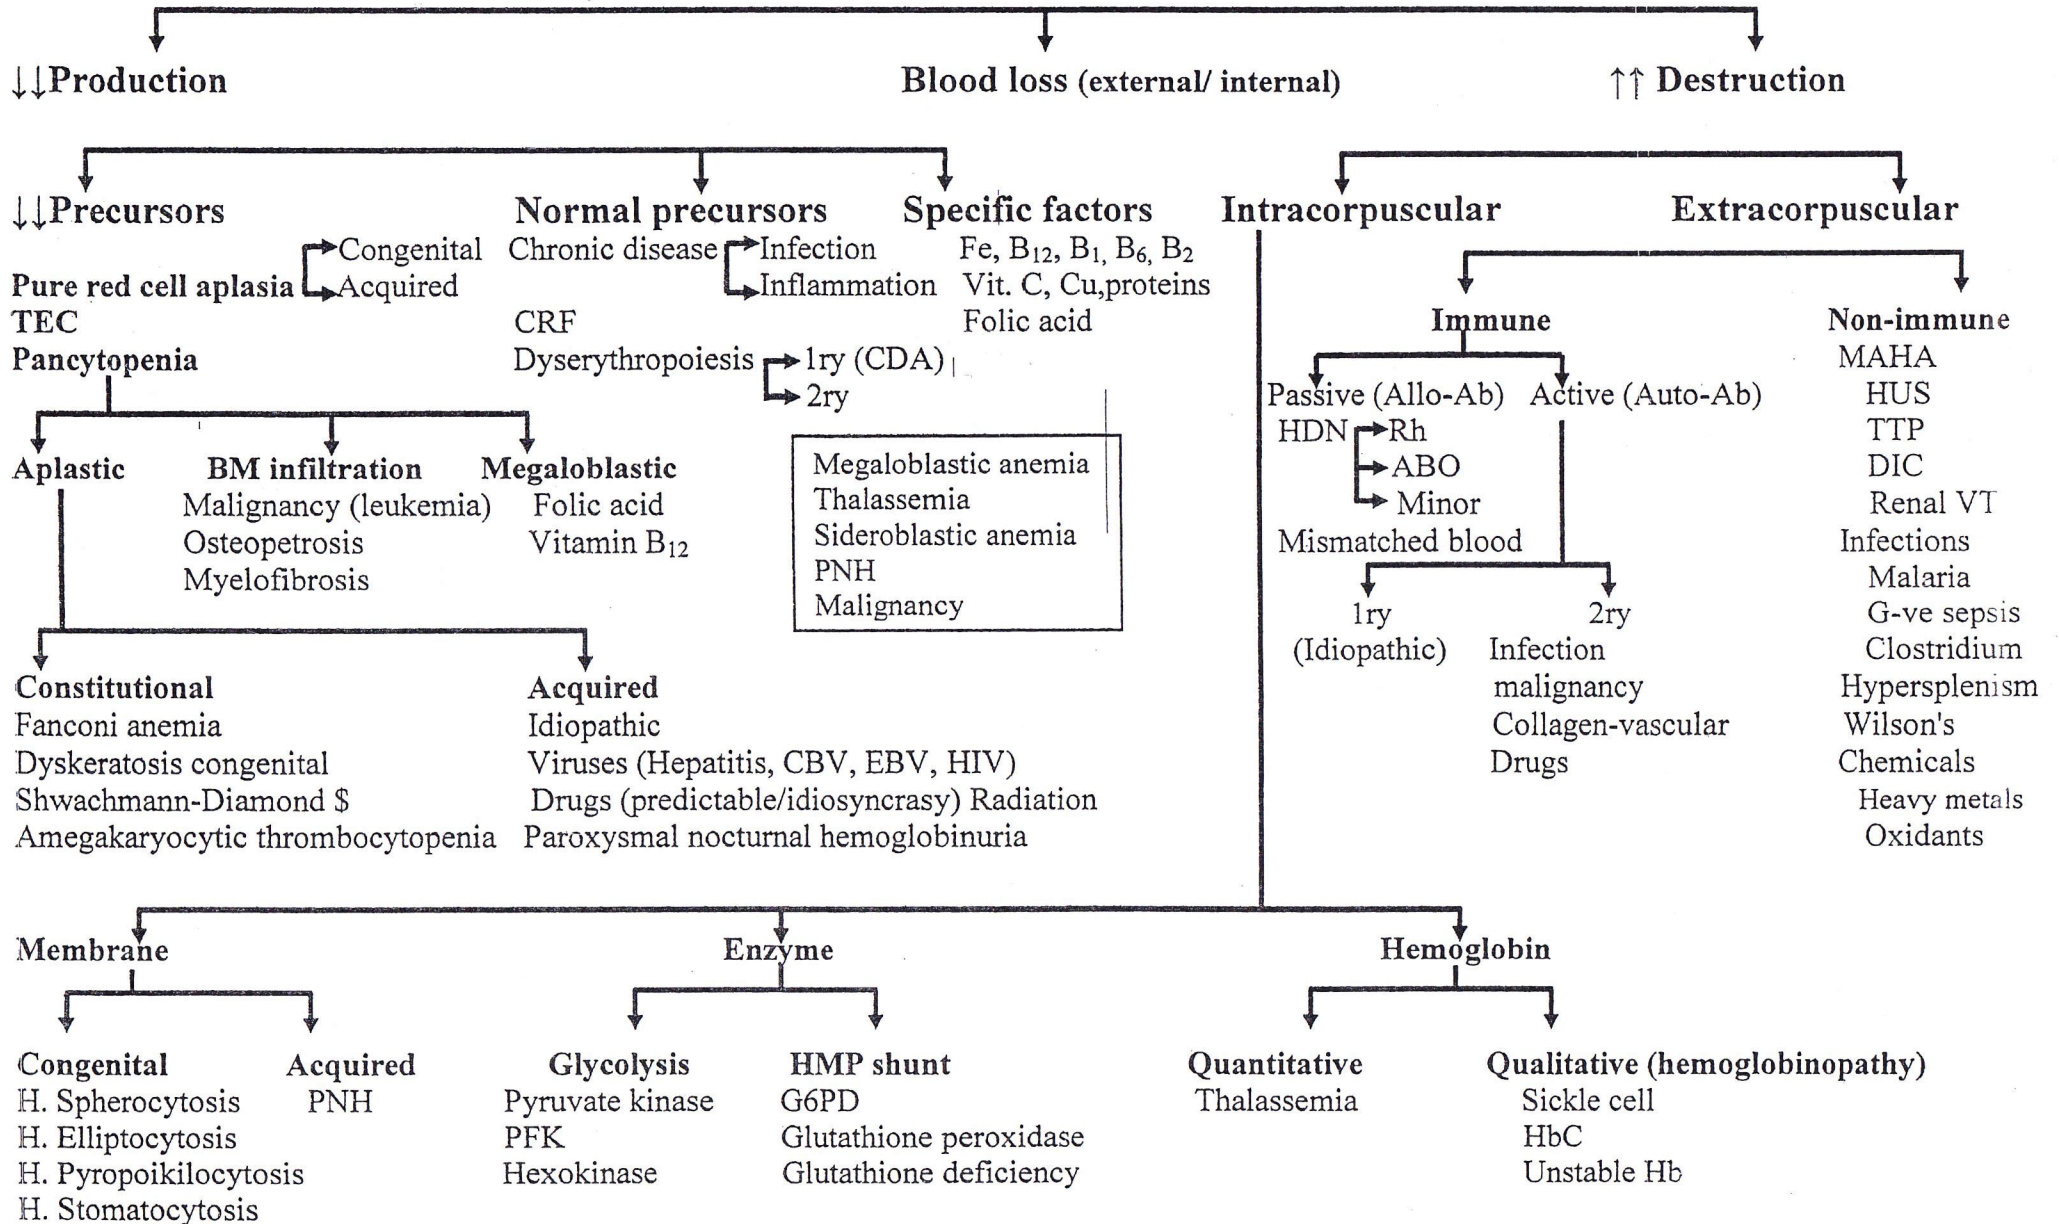 ↓↓Production
Blood loss (external/ internal)
↑↑ Destruction
↓↓Precursors
Normal precursors
Specific factors
Intracorpuscular
Extracorpuscular
Congenital
Pure red cell aplasia
Acquired
TEC
Pancytopenia
Chronic disease
Infection
Inflammation
CRF
Dyserythropoiesis
1ry (CDA)
2ry
Fe, B12, B1, B6, B2
Vit. C, Cu,proteins
Folic acid
Aplastic
BM infiltration
Malignancy (leukemia)
Osteopetrosis
Myelofibrosis
Megaloblastic
Folic acid
Vitamin B12
Megaloblastic anemia
Thalassemia
Sideroblastic anemia
PNH
Malignancy
Constitutional
Fanconi anemia
Dyskeratosis congenital
Shwachmann-Diamond $
Amegakaryocytic thrombocytopenia
Acquired
Idiopathic
Viruses (Hepatitis, CBV, EBV, HIV)
Drugs (predictable/idiosyncrasy) Radiation
Paroxysmal nocturnal hemoglobinuria
Immune
Passive (Allo-Ab)
HDN
Rh
ABO
Minor
Mismatched blood
Active (Auto-Ab)
1ry
(Idiopathic)
2ry
Infection
malignancy
Collagen-vascular
Drugs
Non-immune
MAHA
HUS
TTP
DIC
Renal VT
Infections
Malaria
G-ve sepsis
Clostridium
Hypersplenism
Wilson's
Chemicals
Heavy metals
Oxidants
Membrane
Enzyme
Hemoglobin
Congenital
H. Spherocytosis
H. Elliptocytosis
H. Pyropoikilocytosis
H. Stomatocytosis
Acquired
PNH
Glycolysis
Pyruvate kinase
PFK
Hexokinase
HMP shunt
G6PD
Glutathione peroxidase
Glutathione deficiency
Quantitative
Thalassemia
Qualitative (hemoglobinopathy)
Sickle cell
HbC
Unstable Hb